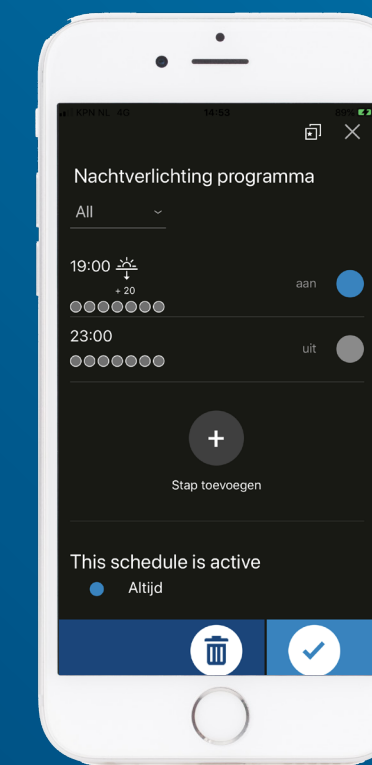 KPN NL 4G 14:53 69%
Nachtverlichting programma
All
19:00
+ 20
aan
23:00
uit
+
Stap toevoegen
This schedule is active
Altijd